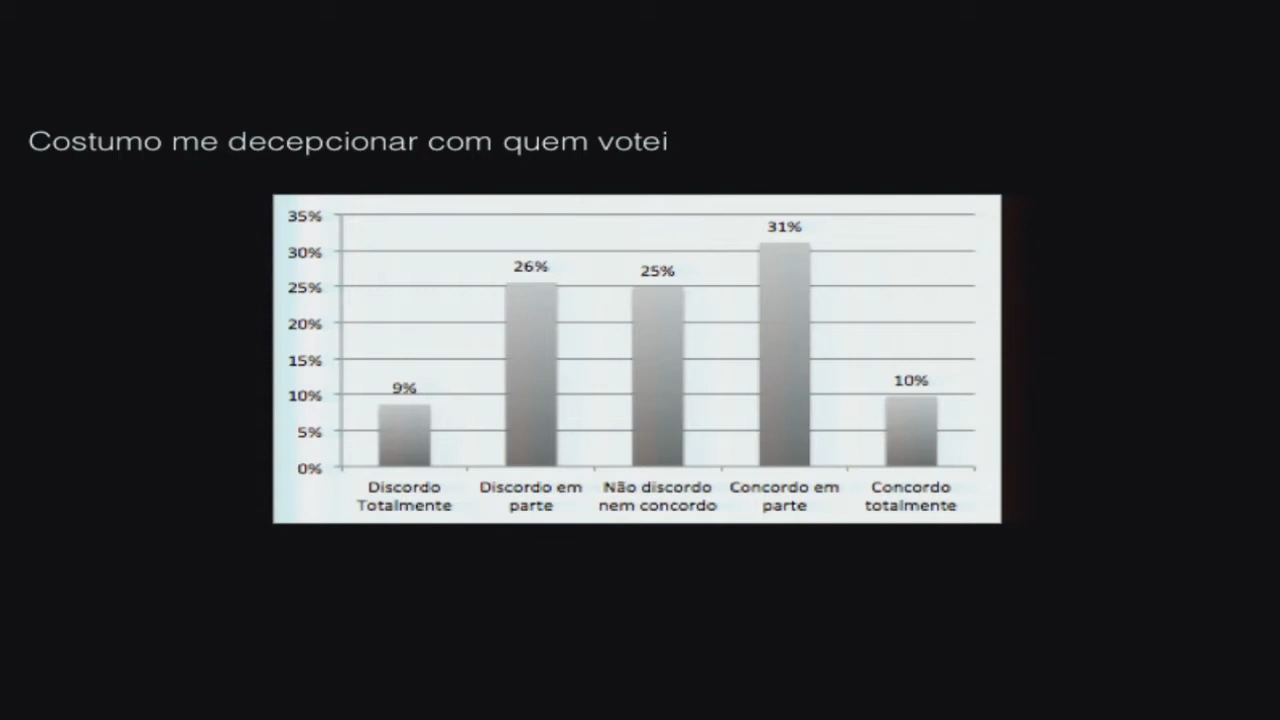 Costumo me decepcionar com quem votei
35%
30%
25%
20%
15%
10%
5%
0%
9%
26%
25%
31%
10%
Discordo
Totalmente
Discordo em
parte
Não discordo
nem concordo
Concordo em
parte
Concordo
totalmente